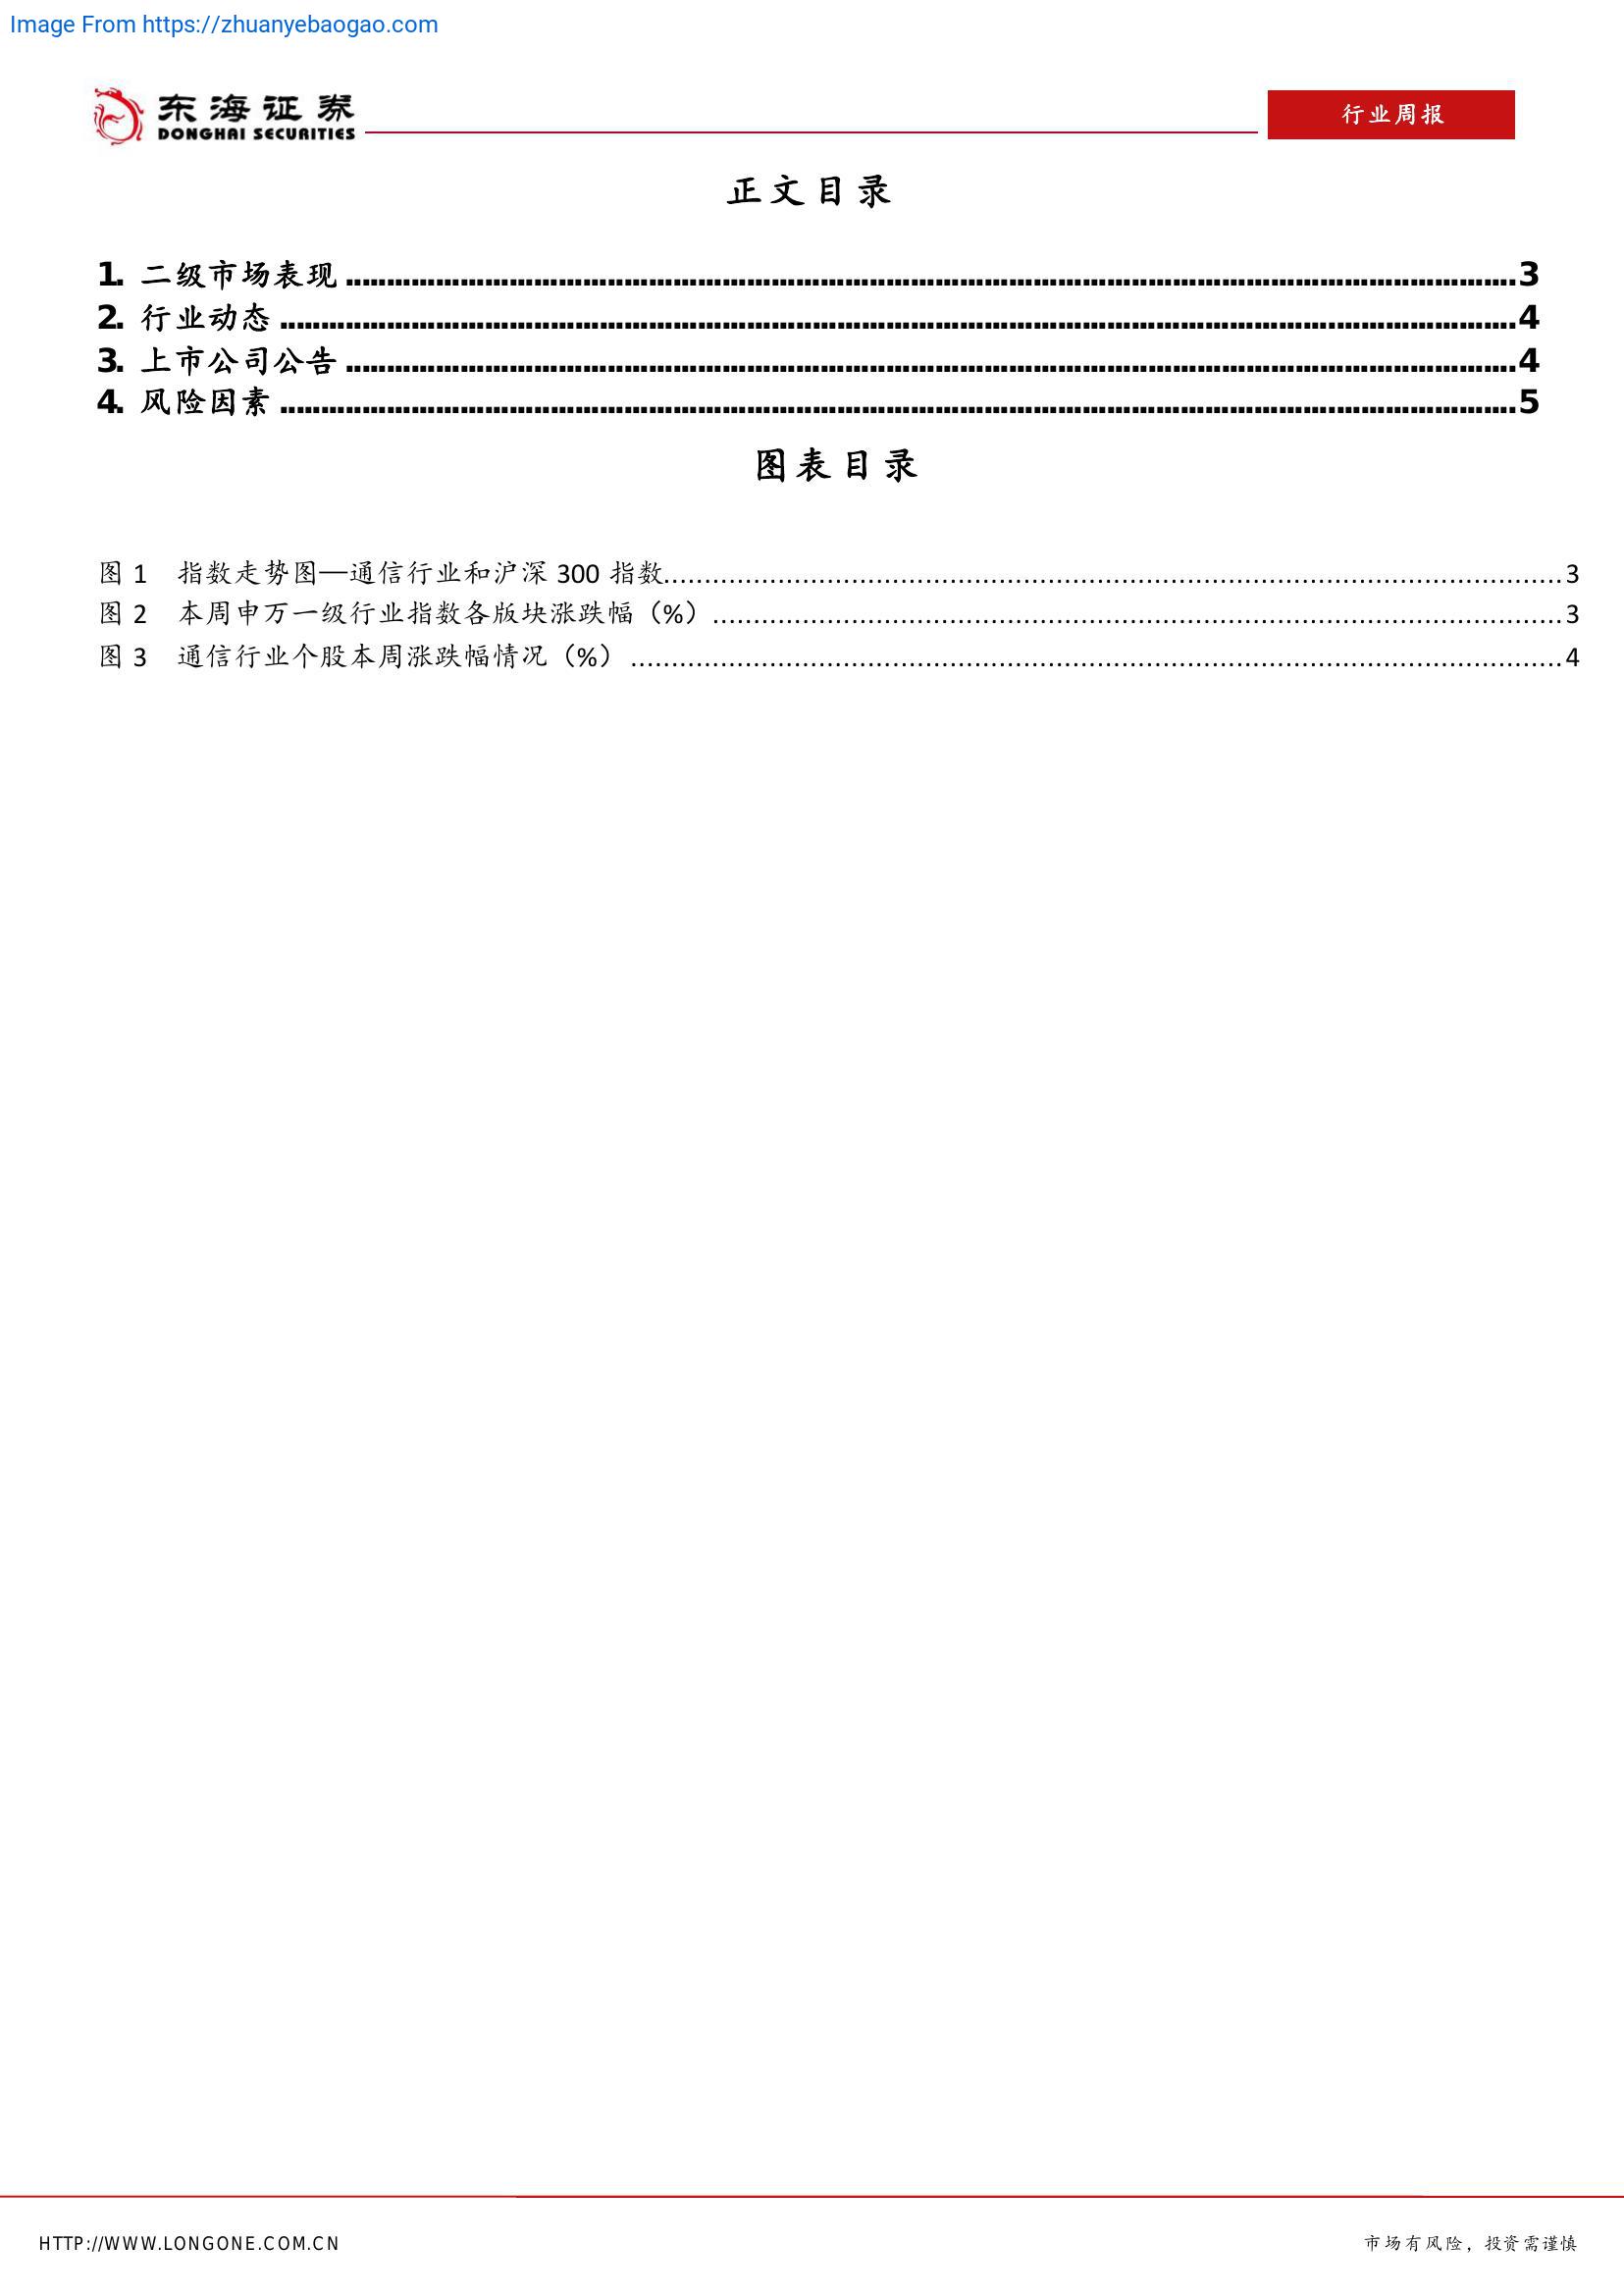 Image From https://zhuanyebaogao.com
东海证券
DONGHAI SECURITIES
行业周报
正文目录
1. 二级市场表现........................................................................................................................3
2. 行业动态........................................................................................................................4
3. 上市公司公告........................................................................................................................4
4. 风险因素........................................................................................................................5
图表目录
图 1 指数走势图—通信行业和沪深 300 指数........................................................................................................................3
图 2 本周申万一级行业指数各版块涨跌幅（%）........................................................................................................................3
图 3 通信行业个股本周涨跌幅情况（%）........................................................................................................................4
HTTP://WWW.LONGONE.COM.CN
市场有风险，投资需谨慎